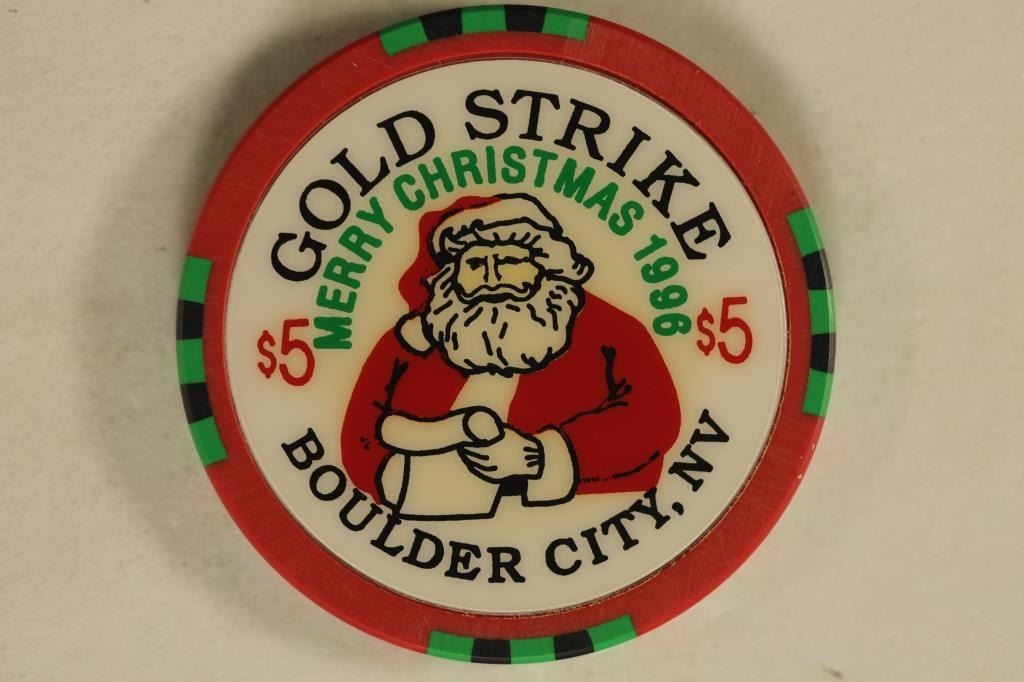 GOLD STRIKE
MERRY CHRISTMAS 1996
$5 $5
BOULDER CITY, NV